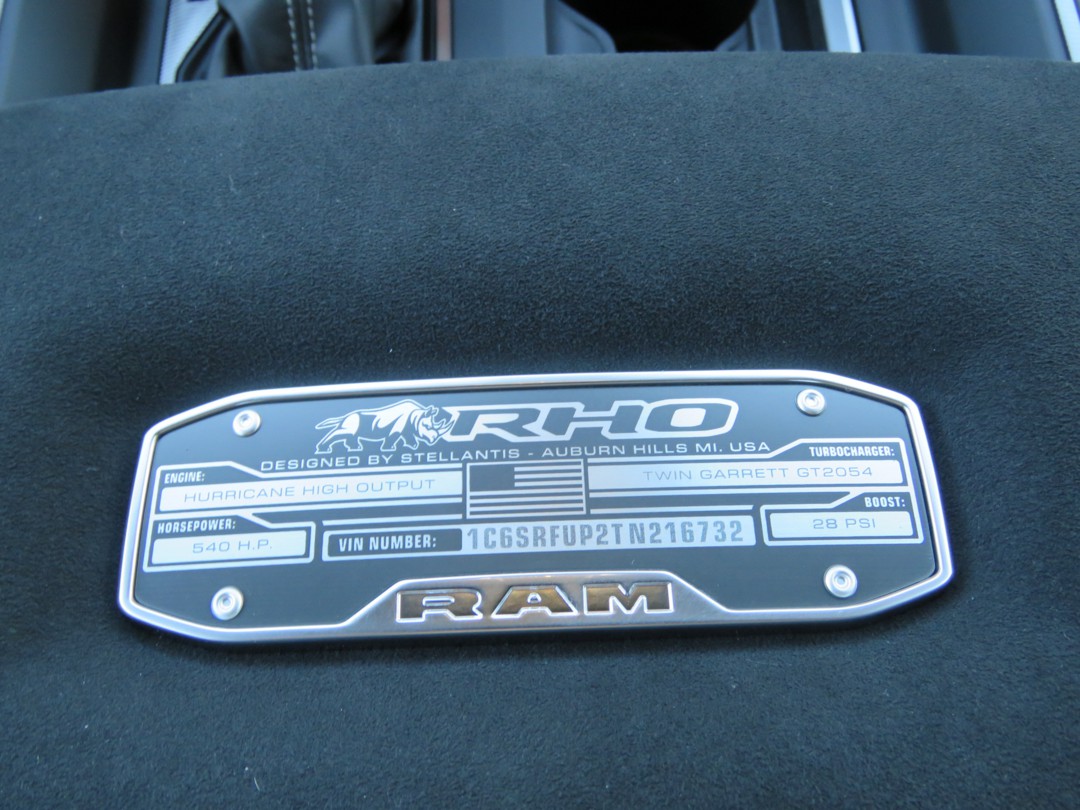 RHO
DESIGNED BY STELLANTIS - AUBURN HILLS MI. USA
ENGINE:
HURRICANE HIGH OUTPUT
TURBOCHARGER:
TWIN GARRETT GT2054
HORSEPOWER:
540 H.P.
VIN NUMBER: 1C6SRFUP2TN216732
BOOST:
28 PSI
RAM